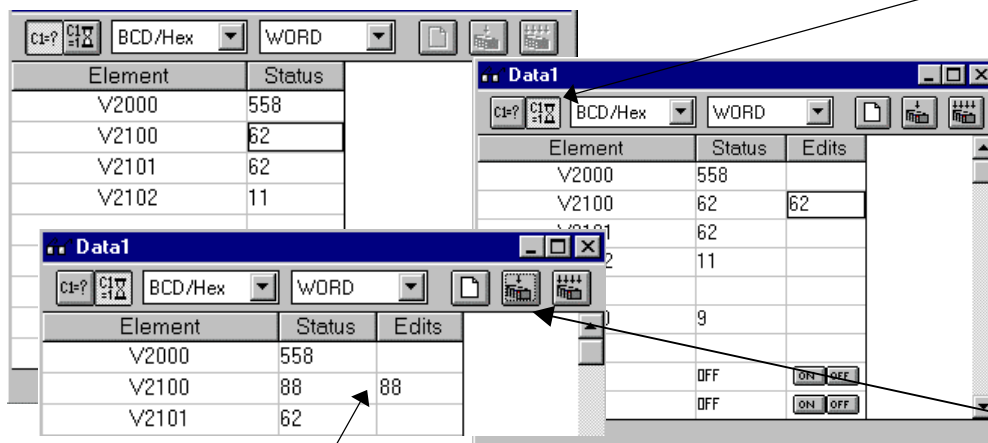 C1=? C1 =1 BCD/Hex WORD
Element Status
V2000 558
V2100 62
V2101 62
V2102 11
Data1
C1=? C1 =1 BCD/Hex WORD
Element Status Edits
V2000 558
V2100 62 62
62
11
9
OFF ON OFF
OFF ON OFF
Data1
C1=? C1 =1 BCD/Hex WORD
Element Status Edits
V2000 558
V2100 88 88
V2101 62